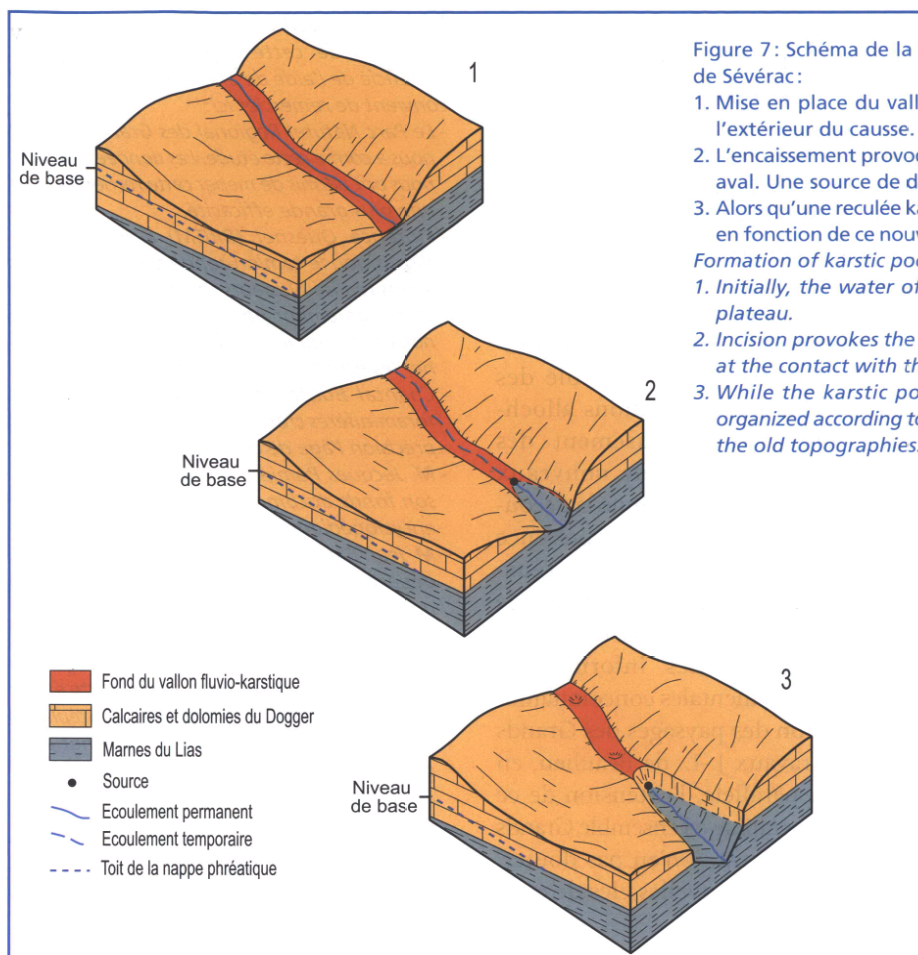 1
Niveau
de base
2
Niveau
de base
3
Niveau
de base
Fond du vallon fluvio-karstique
Calcaires et dolomies du Dogger
Marnes du Lias
Source
Ecoulement permanent
Ecoulement temporaire
Toit de la nappe phréatique
Figure 7: Schéma de la
de Sévérac:
1. Mise en place du vall
l'extérieur du causse.
2. L'encaissement provoc
aval. Une source de d
3. Alors qu'une reculée ka
en fonction de ce nouv
Formation of karstic poc
1. Initially, the water of
plateau.
2. Incision provokes the
at the contact with th
3. While the karstic po
organized according to
the old topographies.